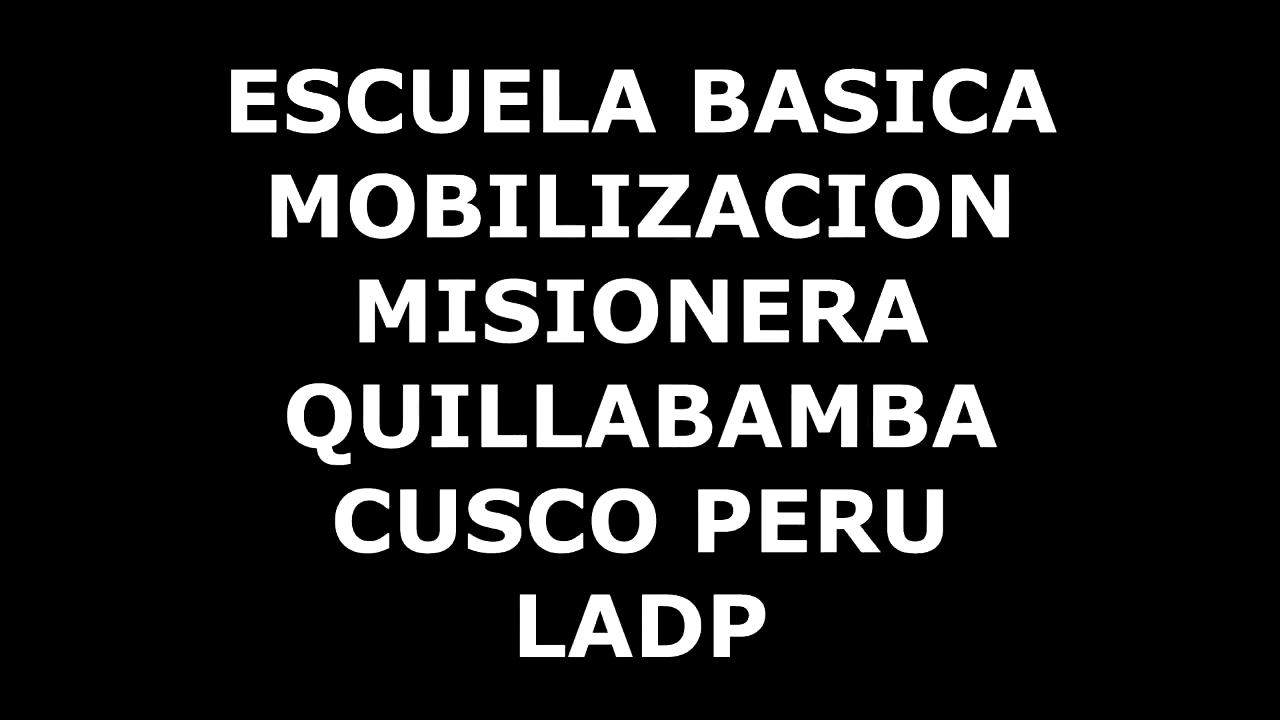 ESCUELA BASICA
MOBILIZACION
MISIONERA
QUILLABAMBA
CUSCO PERU
LADP